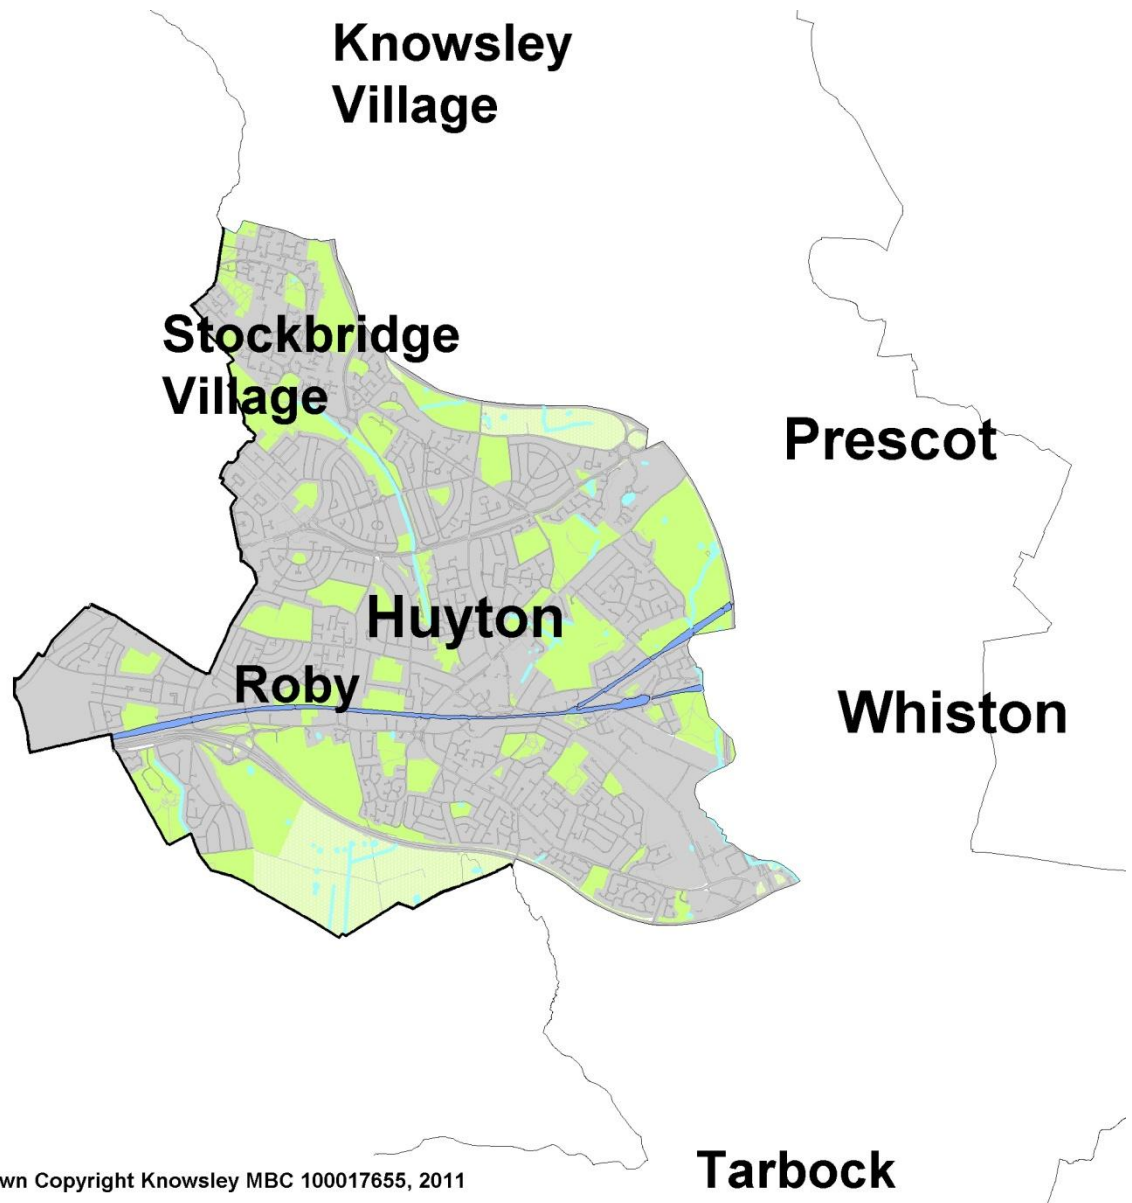 Knowsley
Village
Stockbridge
Village
Prescot
Huyton
Roby
Whiston
Tarbock
wn Copyright Knowsley MBC 100017655, 2011